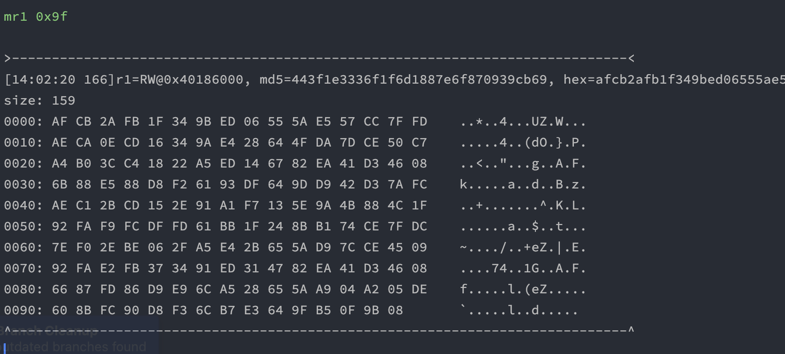 mr1 0x9f
>-----------------------------------------------------------------------------<
[14:02:20 166]r1=RW@0x40186000, md5=443f1e3336f1f6d1887e6f870939cb69, hex=afcb2afb1f349bed06555ae5
size: 159
0000: AF CB 2A FB 1F 34 9B ED 06 55 5A E5 57 CC 7F FD    ..*..4...UZ.W...
0010: AE CA 0E CD 16 34 9A E4 28 64 4F DA 7D CE 50 C7    .....4..(dO.}.P.
0020: A4 B0 3C C4 18 22 A5 ED 14 67 82 EA 41 D3 46 08    ..<.."...g..A.F.
0030: 6B 88 E5 88 D8 F2 61 93 DF 64 9D D9 42 D3 7A FC    k.....a..d..B.z.
0040: AE C1 2B CD 15 2E 91 A1 F7 13 5E 9A 4B 88 4C 1F    ..+.......^.K.L.
0050: 92 FA F9 FC DF FD 61 BB 1F 24 8B B1 74 CE 7F DC    ......a..$..t...
0060: 7E F0 2E BE 06 2F A5 E4 2B 65 5A D9 7C CE 45 09    ~..../..+eZ.|.E.
0070: 92 FA E2 FB 37 34 91 ED 31 47 82 EA 41 D3 46 08    ....74..1G..A.F.
0080: 66 87 FD 86 D9 E9 6C A5 28 65 5A A9 04 A2 05 DE    f.....l.(eZ.....
0090: 60 8B FC 90 D8 F3 6C B7 E3 64 9F B5 0F 9B 08    `.....l..d.....
^-----------------------------------------------------------------------------^
branches found